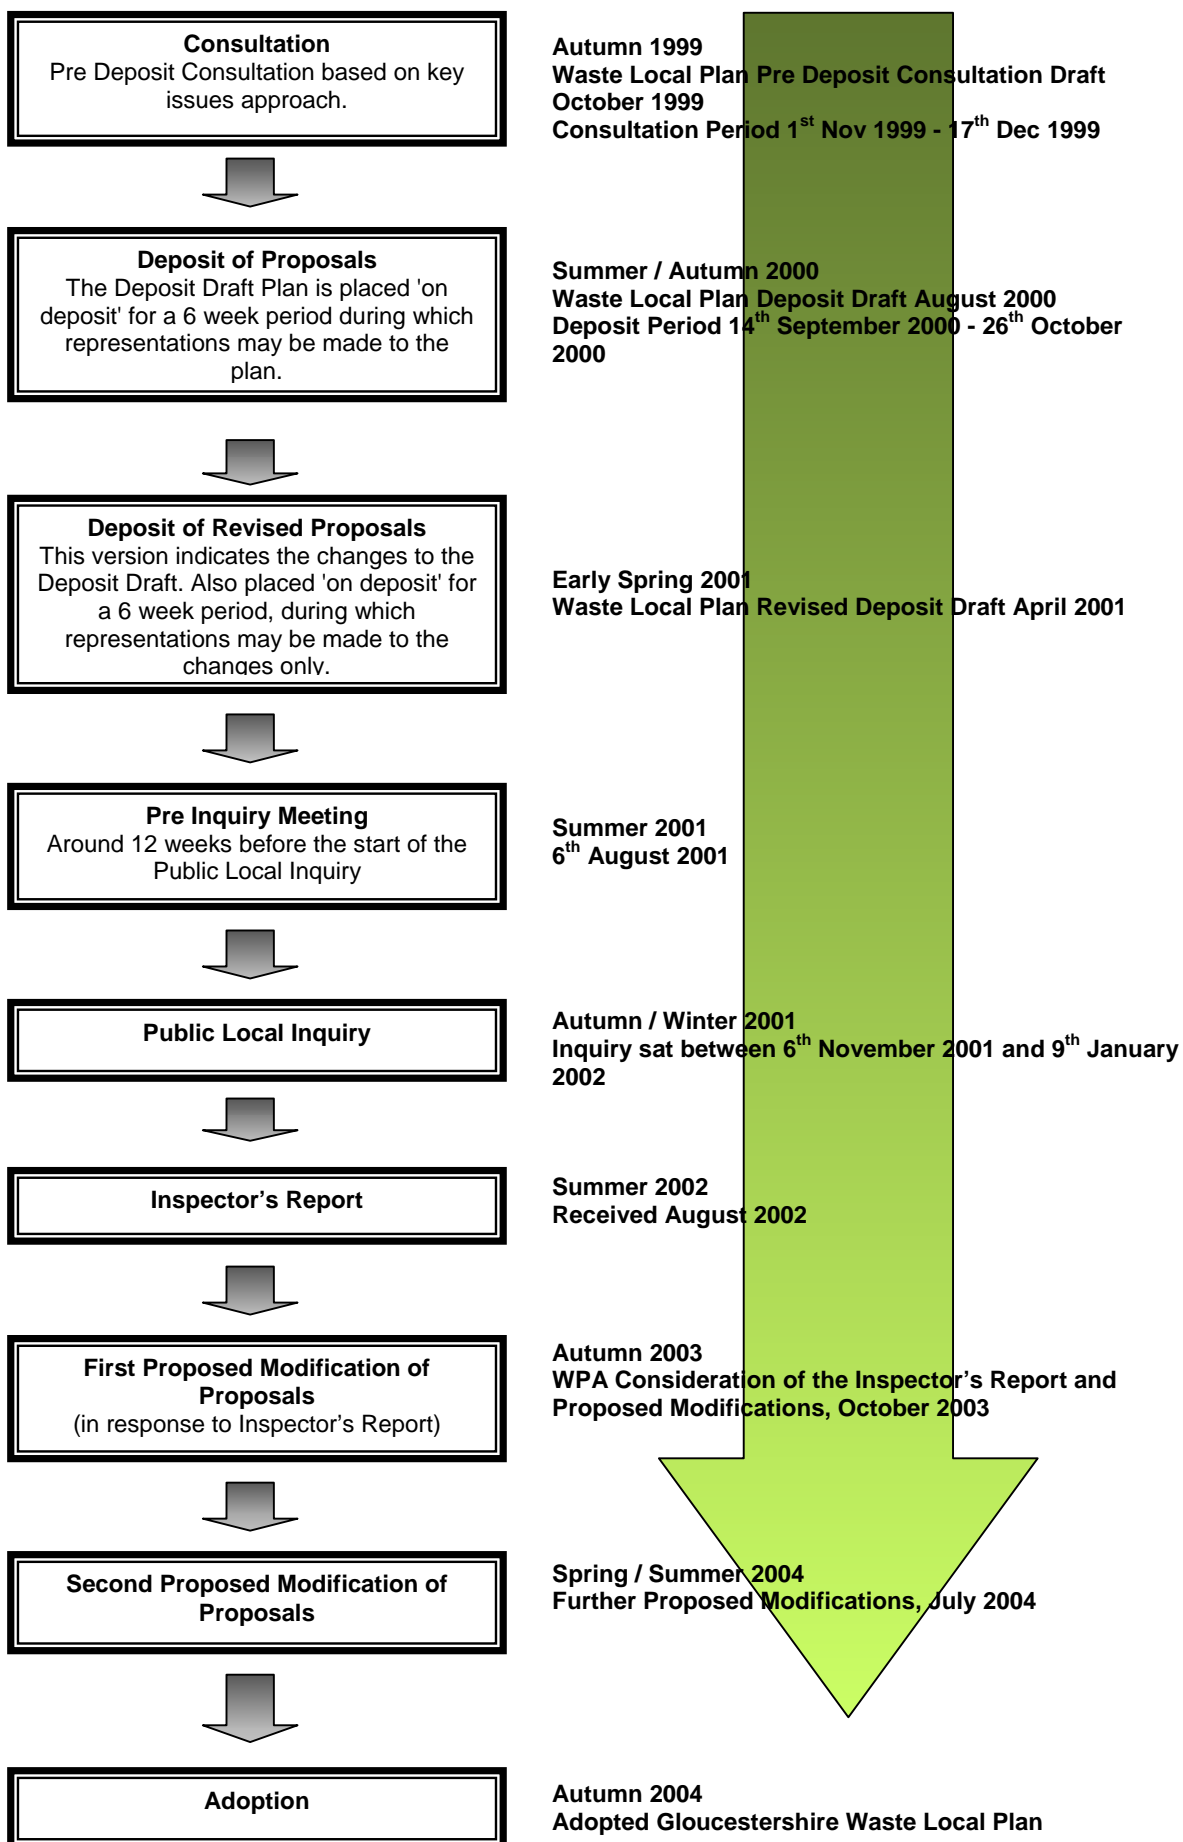 Consultation
Pre Deposit Consultation based on key
issues approach.
Autumn 1999
Waste Local Plan Pre Deposit Consultation Draft
October 1999
Consultation Period 1st Nov 1999 - 17th Dec 1999
Deposit of Proposals
The Deposit Draft Plan is placed 'on
deposit' for a 6 week period during which
representations may be made to the
plan.
Summer / Autumn 2000
Waste Local Plan Deposit Draft August 2000
Deposit Period 14th September 2000 - 26th October
2000
Deposit of Revised Proposals
This version indicates the changes to the
Deposit Draft. Also placed 'on deposit' for
a 6 week period, during which
representations may be made to the
changes only.
Early Spring 2001
Waste Local Plan Revised Deposit Draft April 2001
Pre Inquiry Meeting
Around 12 weeks before the start of the
Public Local Inquiry
Summer 2001
6th August 2001
Public Local Inquiry
Autumn / Winter 2001
Inquiry sat between 6th November 2001 and 9th January
2002
Inspector's Report
Summer 2002
Received August 2002
First Proposed Modification of
Proposals
(in response to Inspector's Report)
Autumn 2003
WPA Consideration of the Inspector's Report and
Proposed Modifications, October 2003
Second Proposed Modification of
Proposals
Spring / Summer 2004
Further Proposed Modifications, July 2004
Adoption
Autumn 2004
Adopted Gloucestershire Waste Local Plan